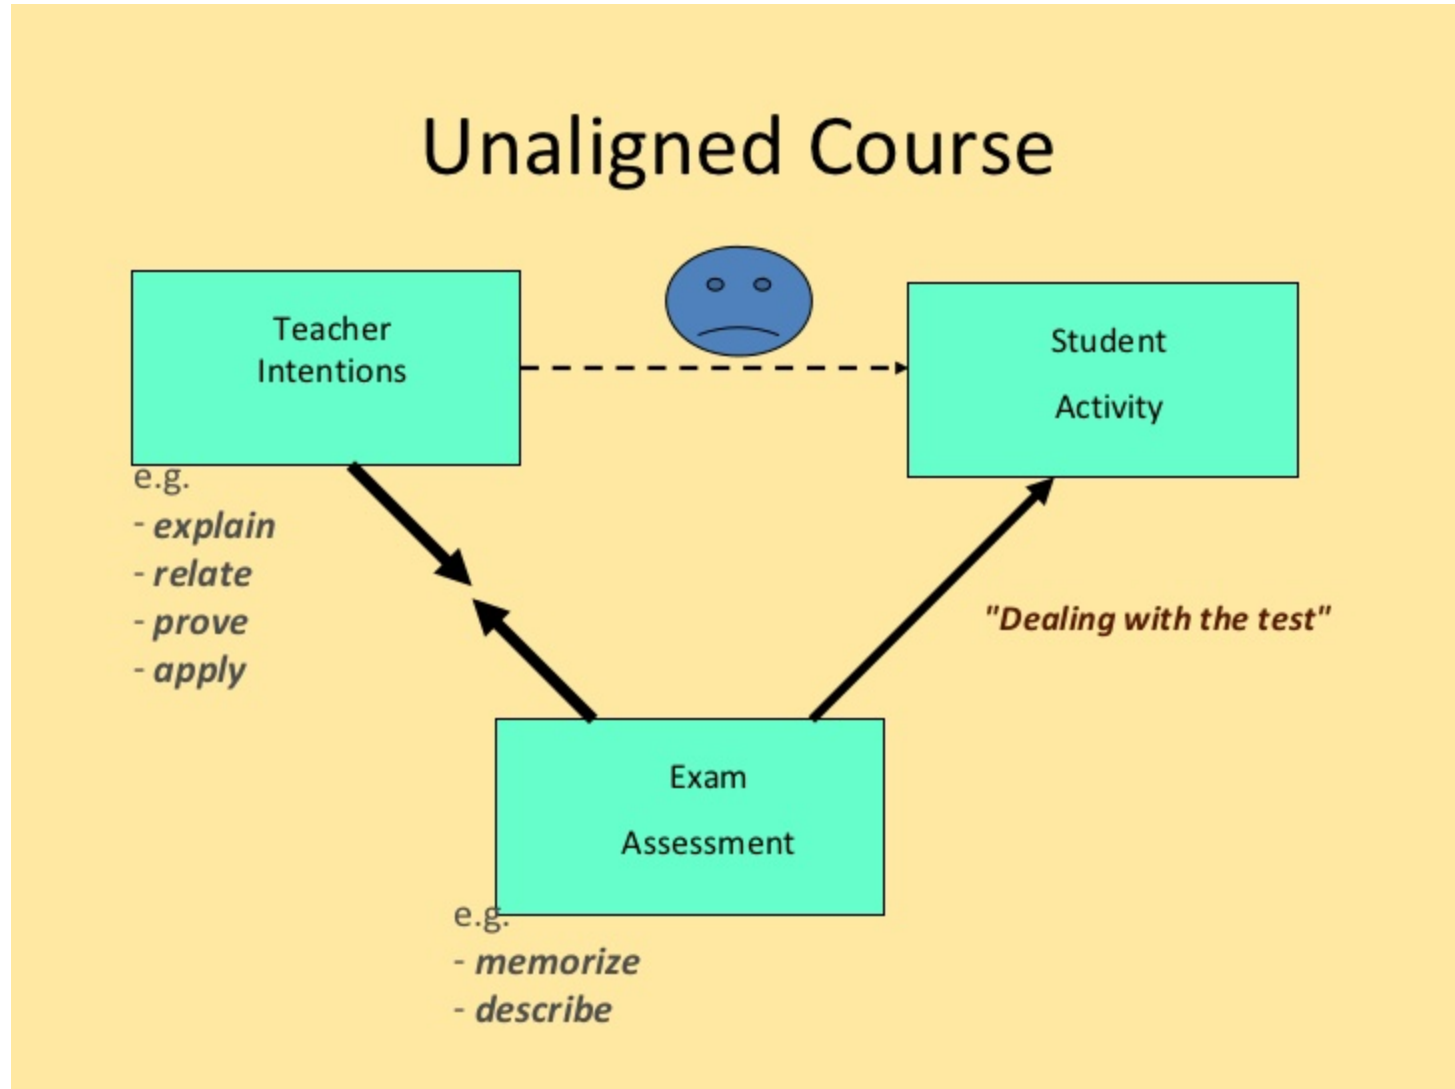 Unaligned Course
Teacher
Intentions
Student
Activity
e.g.
- explain
- relate
- prove
- apply
"Dealing with the test"
Exam
Assessment
e.g.
- memorize
- describe